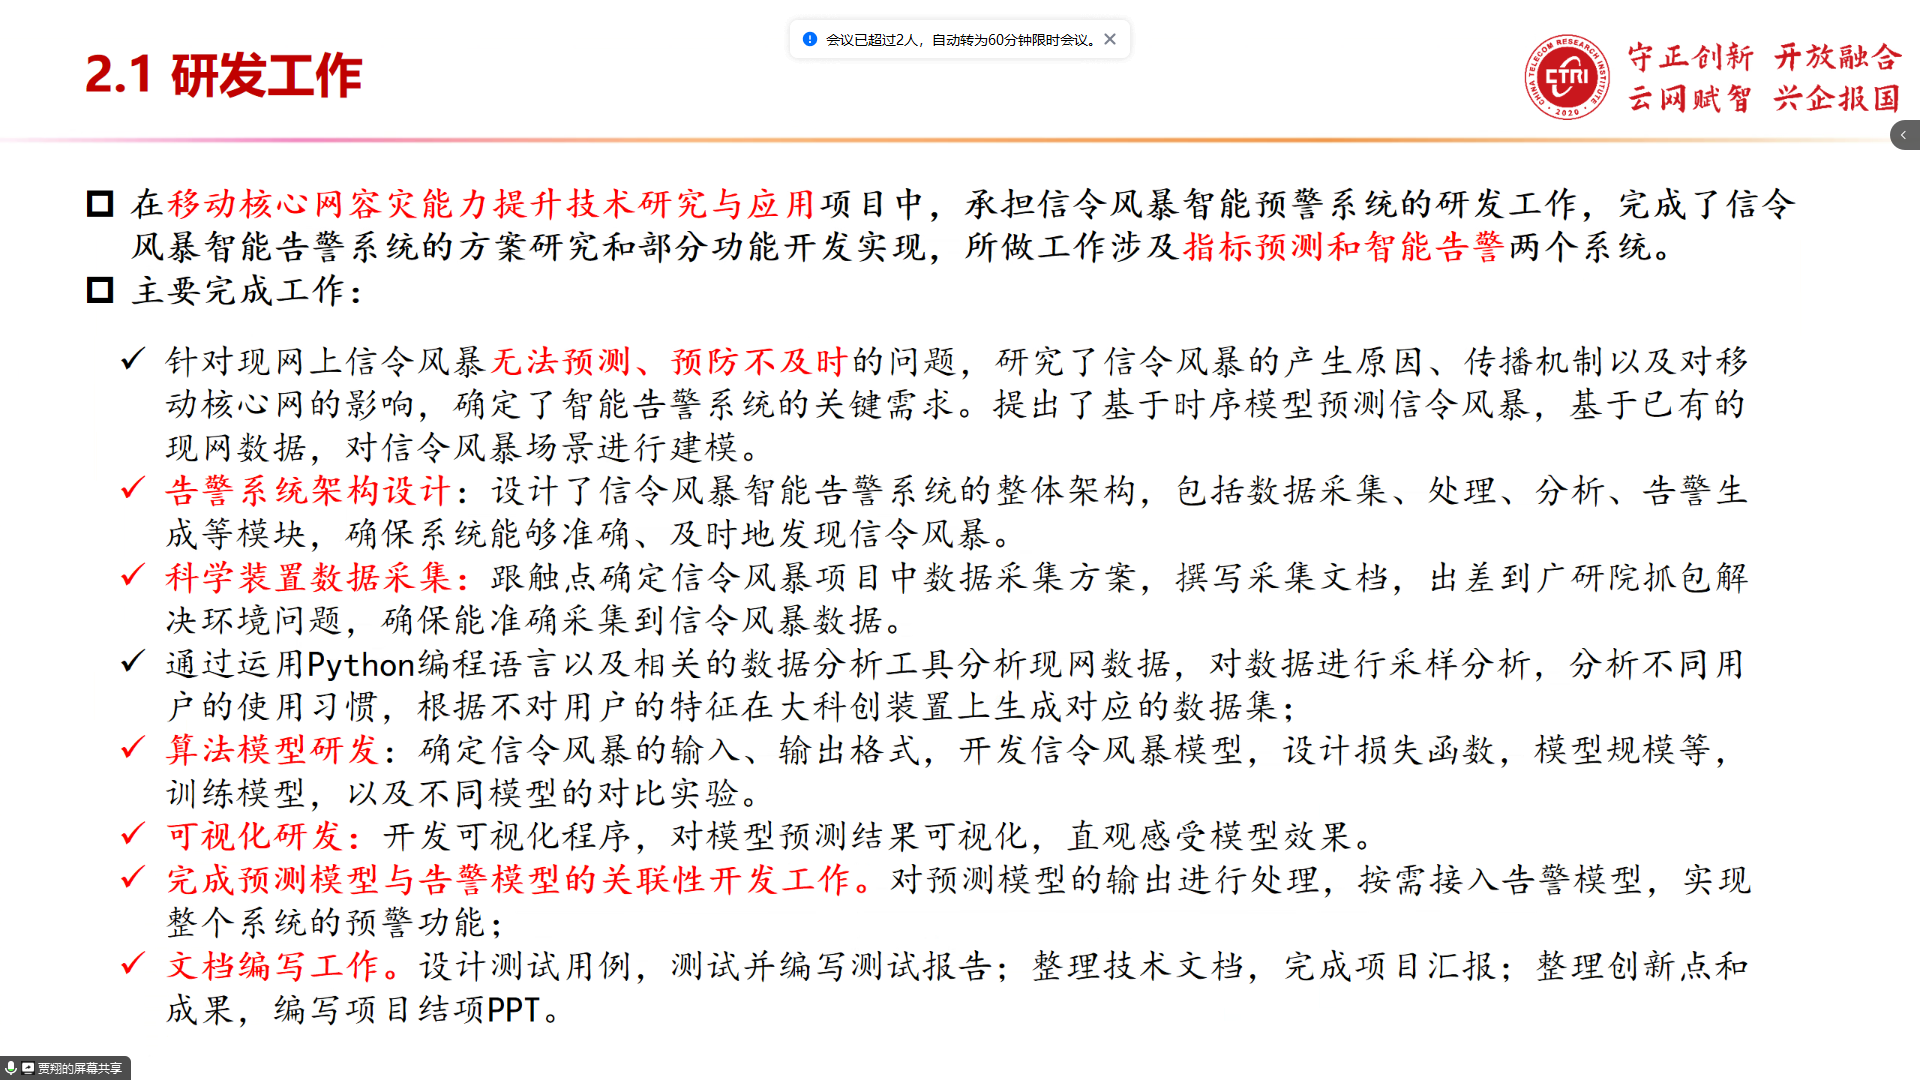 会议已超过2人，自动转为60分钟限时会议。
2.1 研发工作
CHINA TELECOM RESEARCH INSTITUTE
CTRI
2020
守正创新 开放融合
云网赋智 兴企报国
在移动核心网容灾能力提升技术研究与应用项目中，承担信令风暴智能预警系统的研发工作，完成了信令
风暴智能告警系统的方案研究和部分功能开发实现，所做工作涉及指标预测和智能告警两个系统。
主要完成工作：
针对现网上信令风暴无法预测、预防不及时的问题，研究了信令风暴的产生原因、传播机制以及对移
动核心网的影响，确定了智能告警系统的关键需求。提出了基于时序模型预测信令风暴，基于已有的
现网数据，对信令风暴场景进行建模。
告警系统架构设计：设计了信令风暴智能告警系统的整体架构，包括数据采集、处理、分析、告警生
成等模块，确保系统能够准确、及时地发现信令风暴。
科学装置数据采集：跟触点确定信令风暴项目中数据采集方案，撰写采集文档，出差到广研院抓包解
决环境问题，确保能准确采集到信令风暴数据。
通过运用Python编程语言以及相关的数据分析工具分析现网数据，对数据进行采样分析，分析不同用
户的使用习惯，根据不对用户的特征在大科创装置上生成对应的数据集；
算法模型研发：确定信令风暴的输入、输出格式，开发信令风暴模型，设计损失函数，模型规模等，
训练模型，以及不同模型的对比实验。
可视化研发：开发可视化程序，对模型预测结果可视化，直观感受模型效果。
完成预测模型与告警模型的关联性开发工作。对预测模型的输出进行处理，按需接入告警模型，实现
整个系统的预警功能；
文档编写工作。设计测试用例，测试并编写测试报告；整理技术文档，完成项目汇报；整理创新点和
成果，编写项目结项PPT。
贾翔的屏幕共享